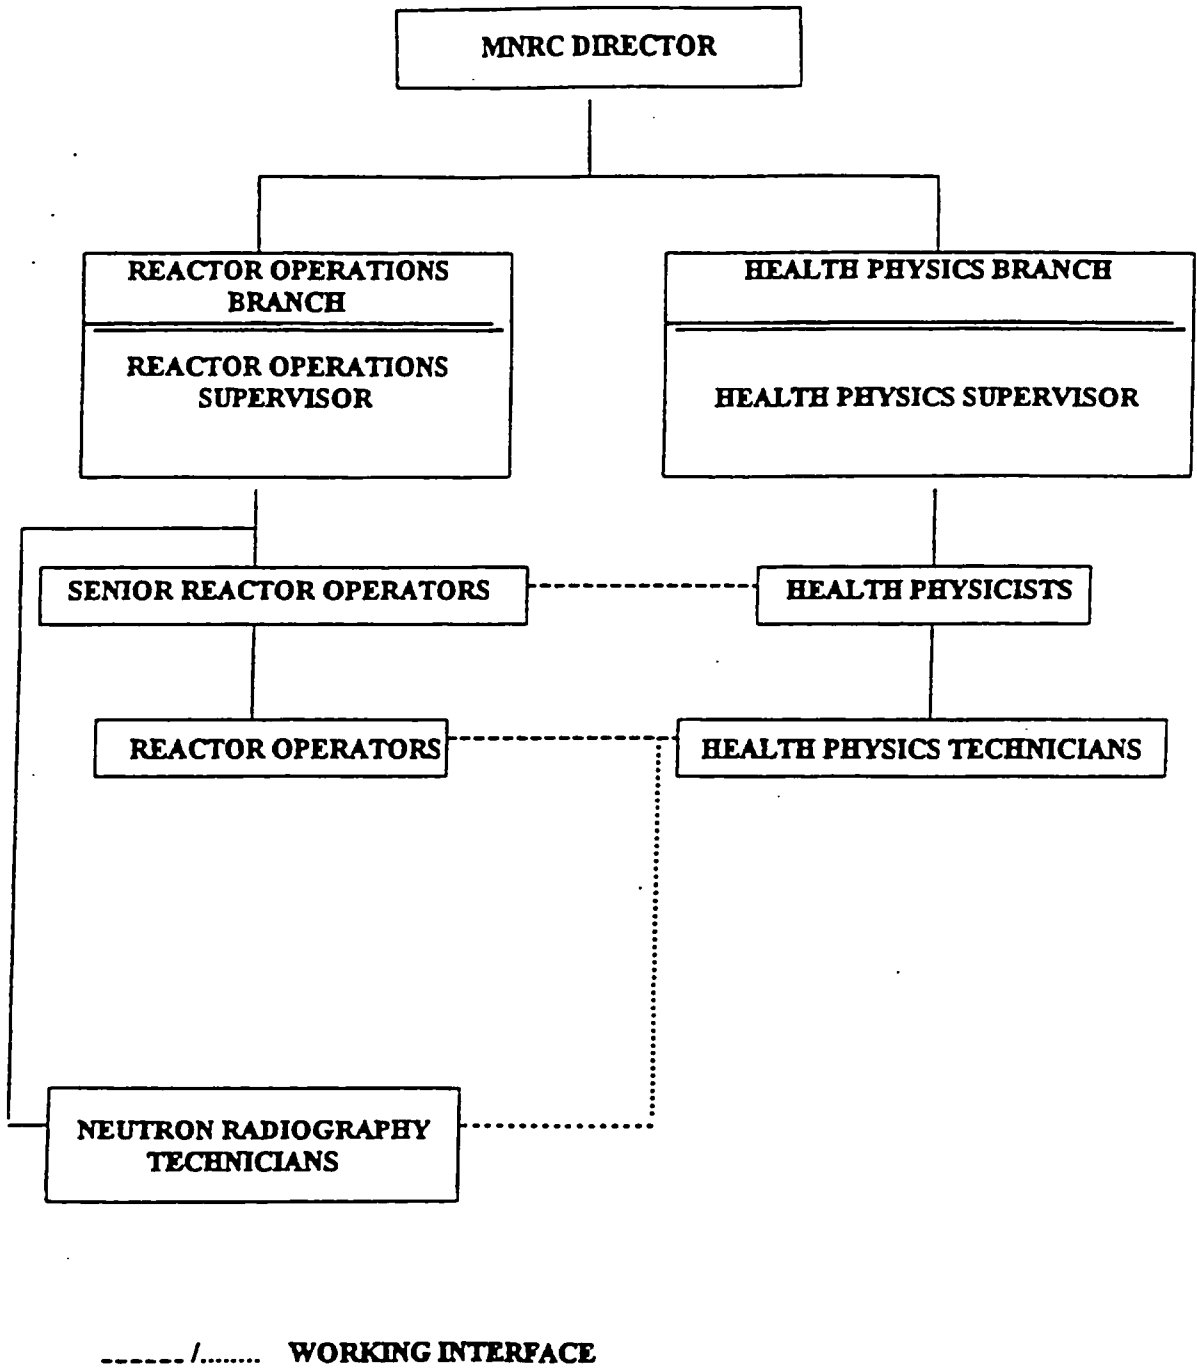 MNRC DIRECTOR
REACTOR OPERATIONS
BRANCH
REACTOR OPERATIONS
SUPERVISOR
HEALTH PHYSICS BRANCH
HEALTH PHYSICS SUPERVISOR
SENIOR REACTOR OPERATORS
HEALTH PHYSICISTS
REACTOR OPERATORS
HEALTH PHYSICS TECHNICIANS
NEUTRON RADIOGRAPHY
TECHNICIANS
------ /........ WORKING INTERFACE